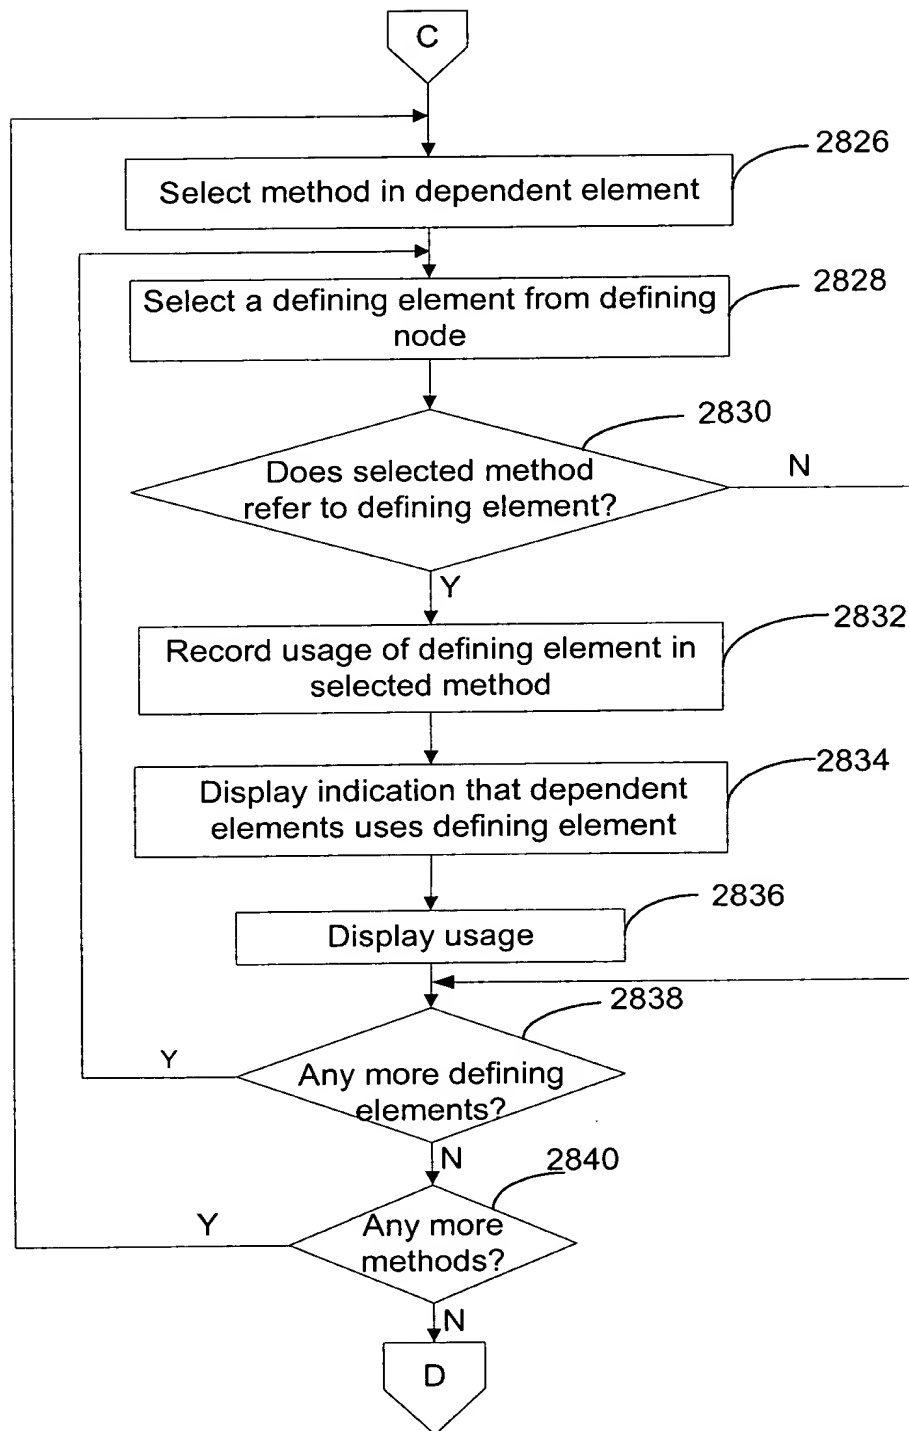 C
2826
Select method in dependent element
2828
Select a defining element from defining
node
2830
Does selected method
refer to defining element?
N
Y
2832
Record usage of defining element in
selected method
2834
Display indication that dependent
elements uses defining element
2836
Display usage
2838
Y
Any more defining
elements?
N
2840
Y
Any more
methods?
N
D